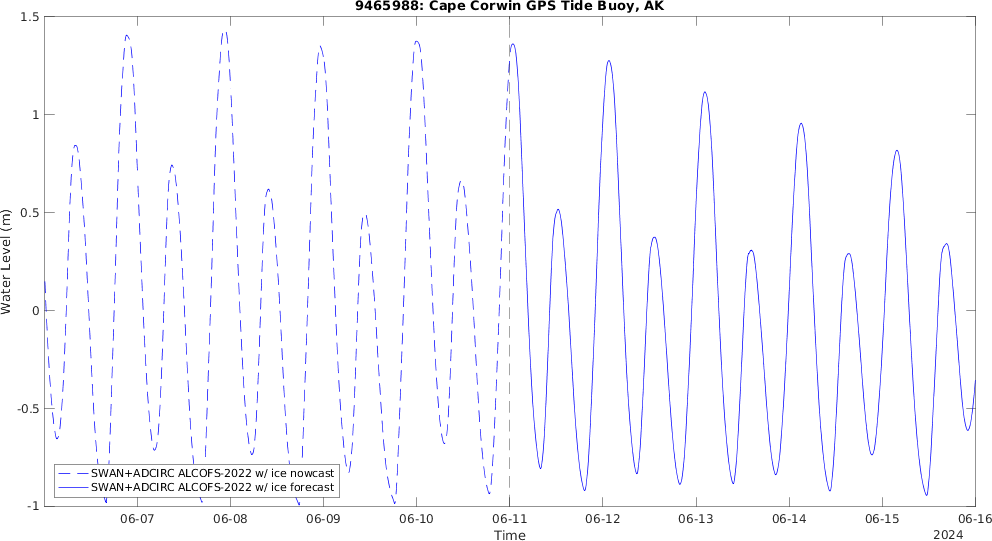 9465988: Cape Corwin GPS Tide Buoy, AK
1.5
1
0.5
0
-0.5
-1
Water Level (m)
SWAN+ADCIRC ALCOFS-2022 w/ ice nowcast
SWAN+ADCIRC ALCOFS-2022 w/ ice forecast
06-07 06-08 06-09 06-10 06-11 06-12 06-13 06-14 06-15 06-16
Time
2024